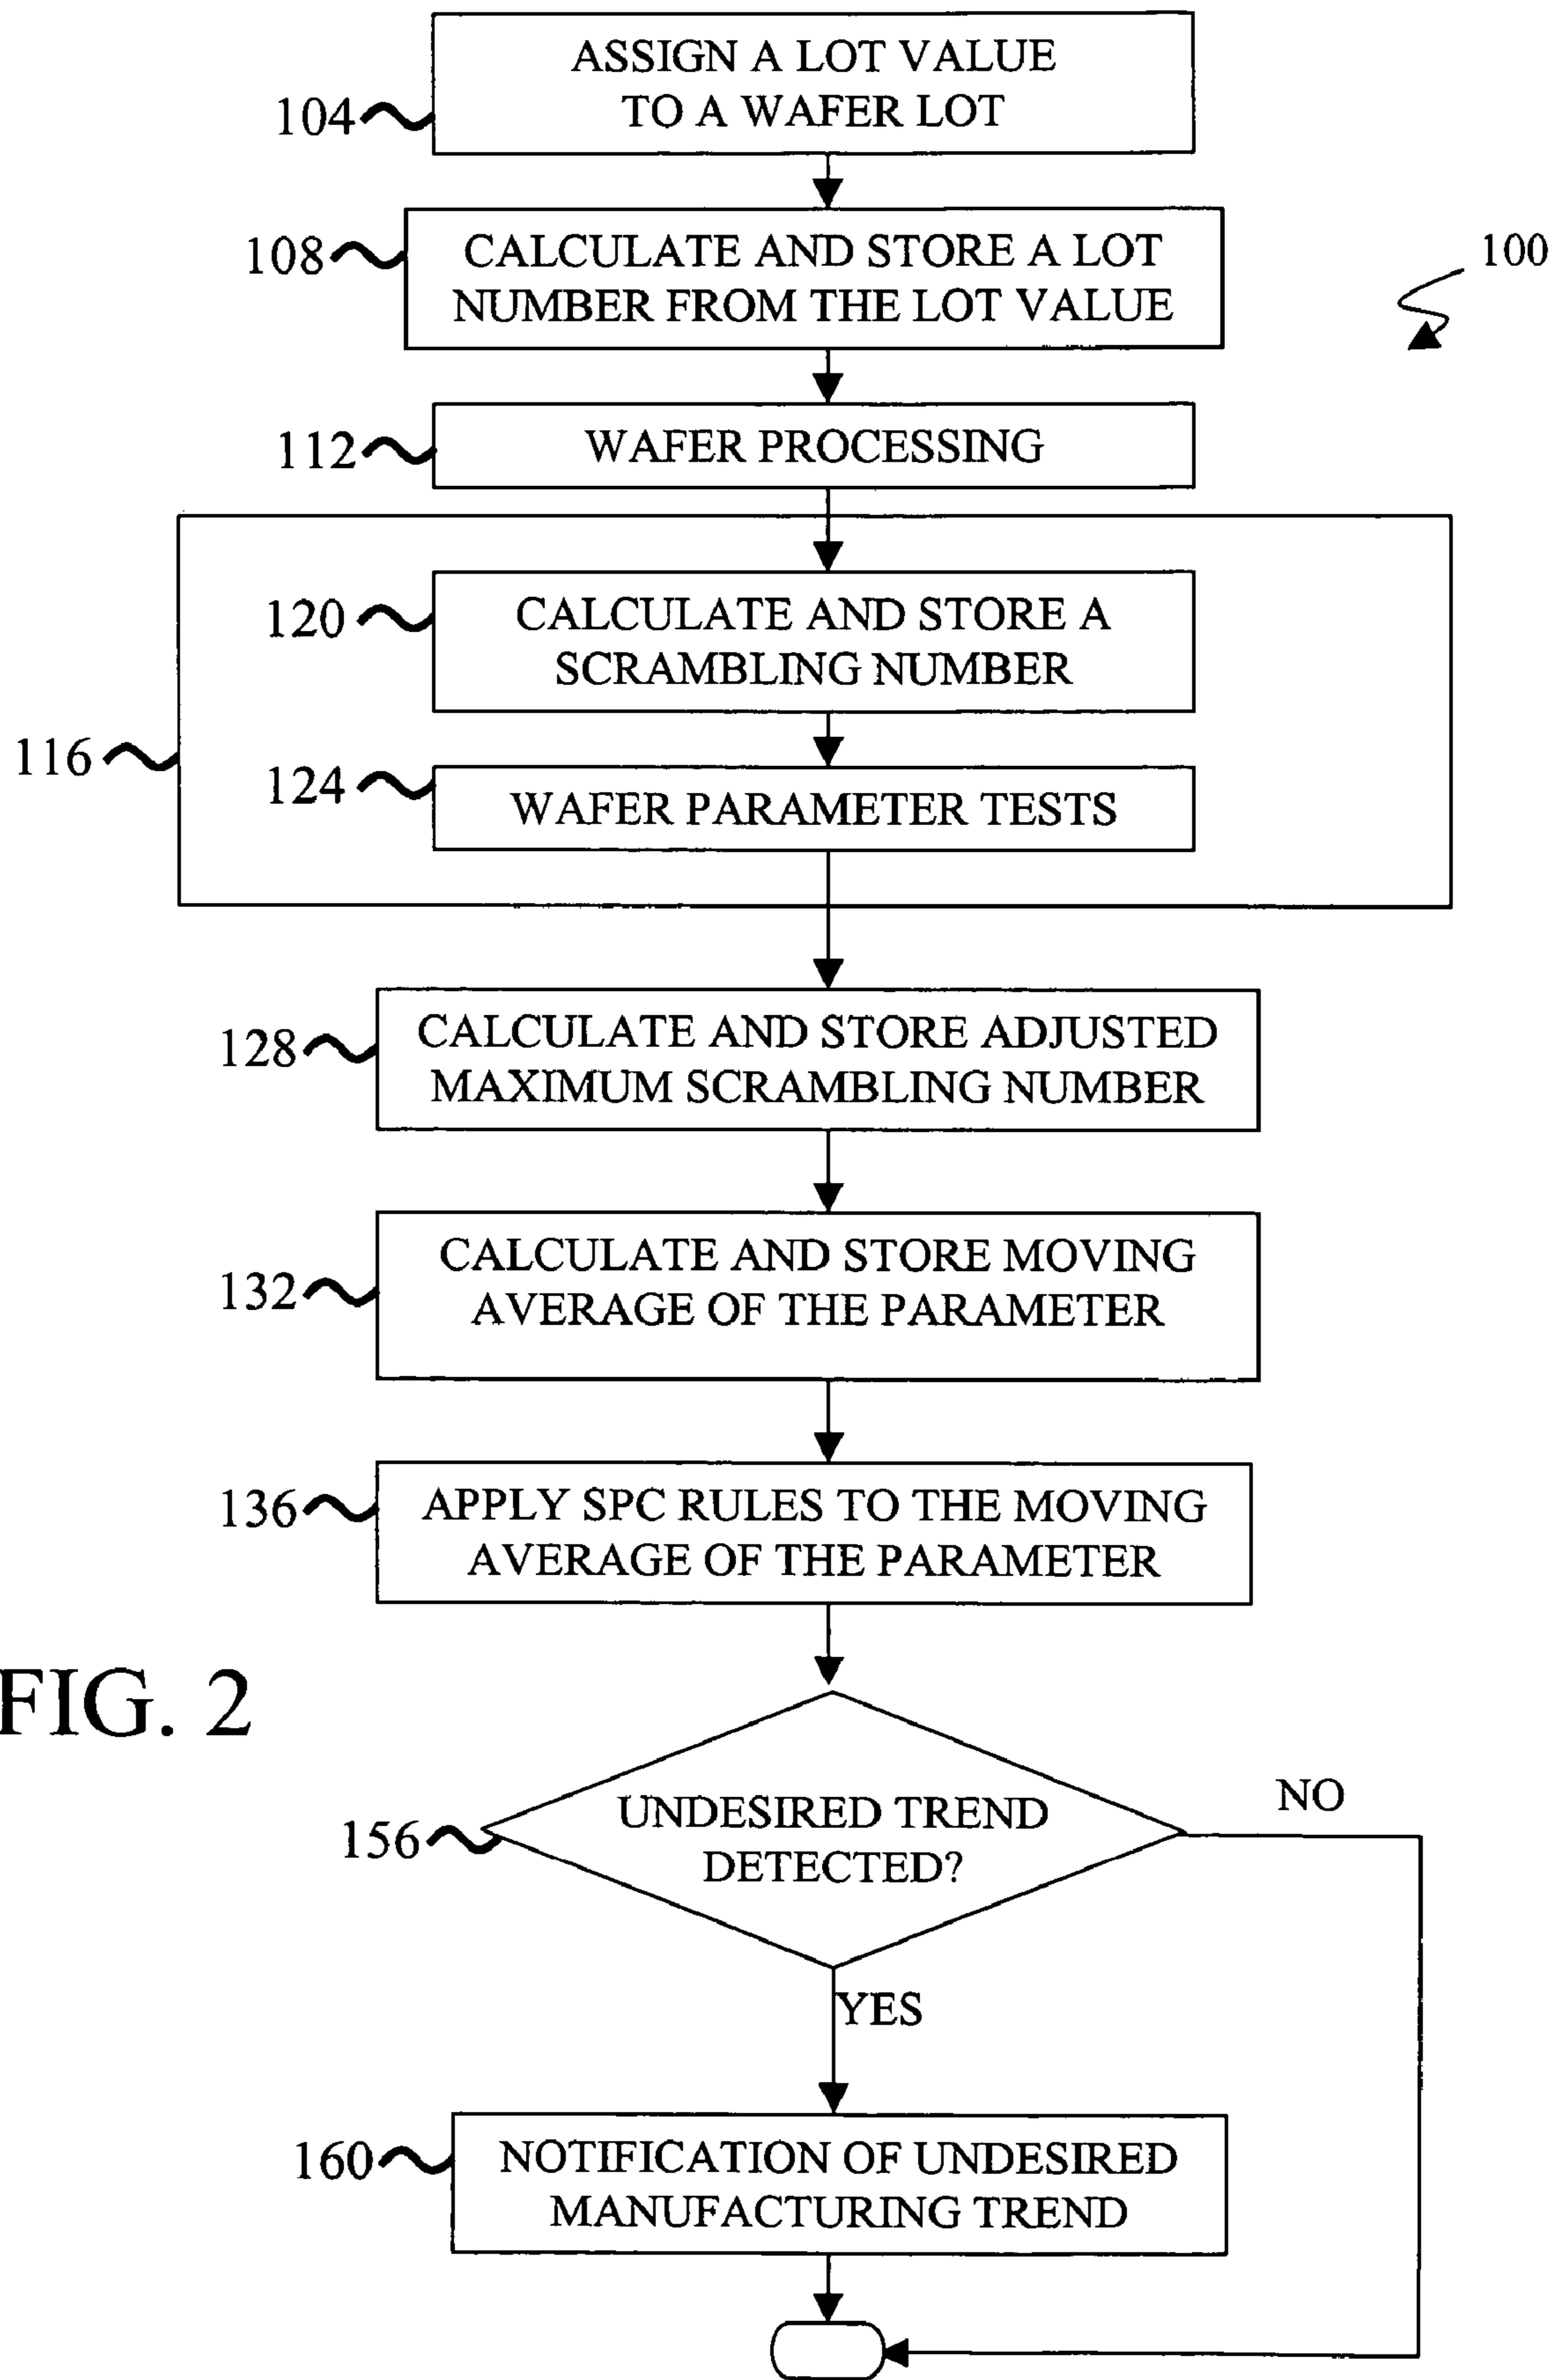 ASSIGN A LOT VALUE
TO A WAFER LOT
104
CALCULATE AND STORE A LOT
NUMBER FROM THE LOT VALUE
108
100
WAFER PROCESSING
112
CALCULATE AND STORE A
SCRAMBLING NUMBER
120
116
124
WAFER PARAMETER TESTS
CALCULATE AND STORE ADJUSTED
MAXIMUM SCRAMBLING NUMBER
128
CALCULATE AND STORE MOVING
AVERAGE OF THE PARAMETER
132
APPLY SPC RULES TO THE MOVING
AVERAGE OF THE PARAMETER
136
FIG. 2
UNDESIRED TREND
DETECTED?
156
NO
YES
NOTIFICATION OF UNDESIRED
MANUFACTURING TREND
160